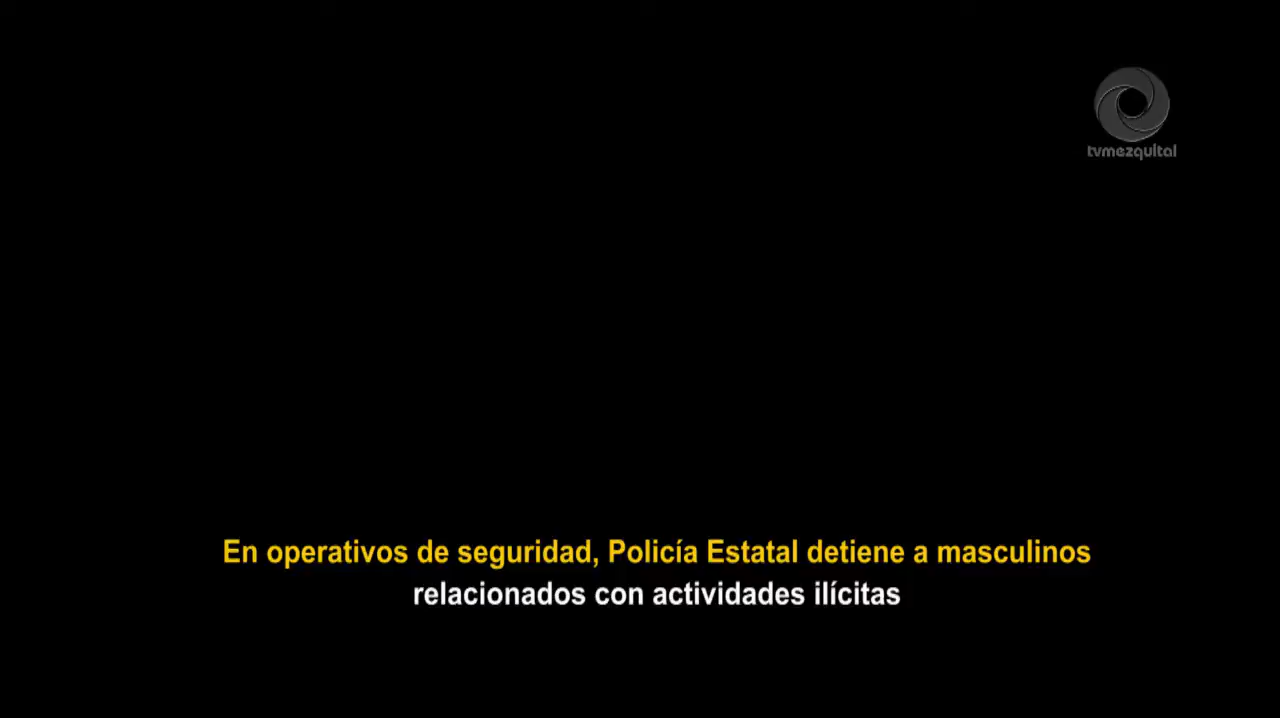 tvmezquital
En operativos de seguridad, Policía Estatal detiene a masculinos
relacionados con actividades ilícitas